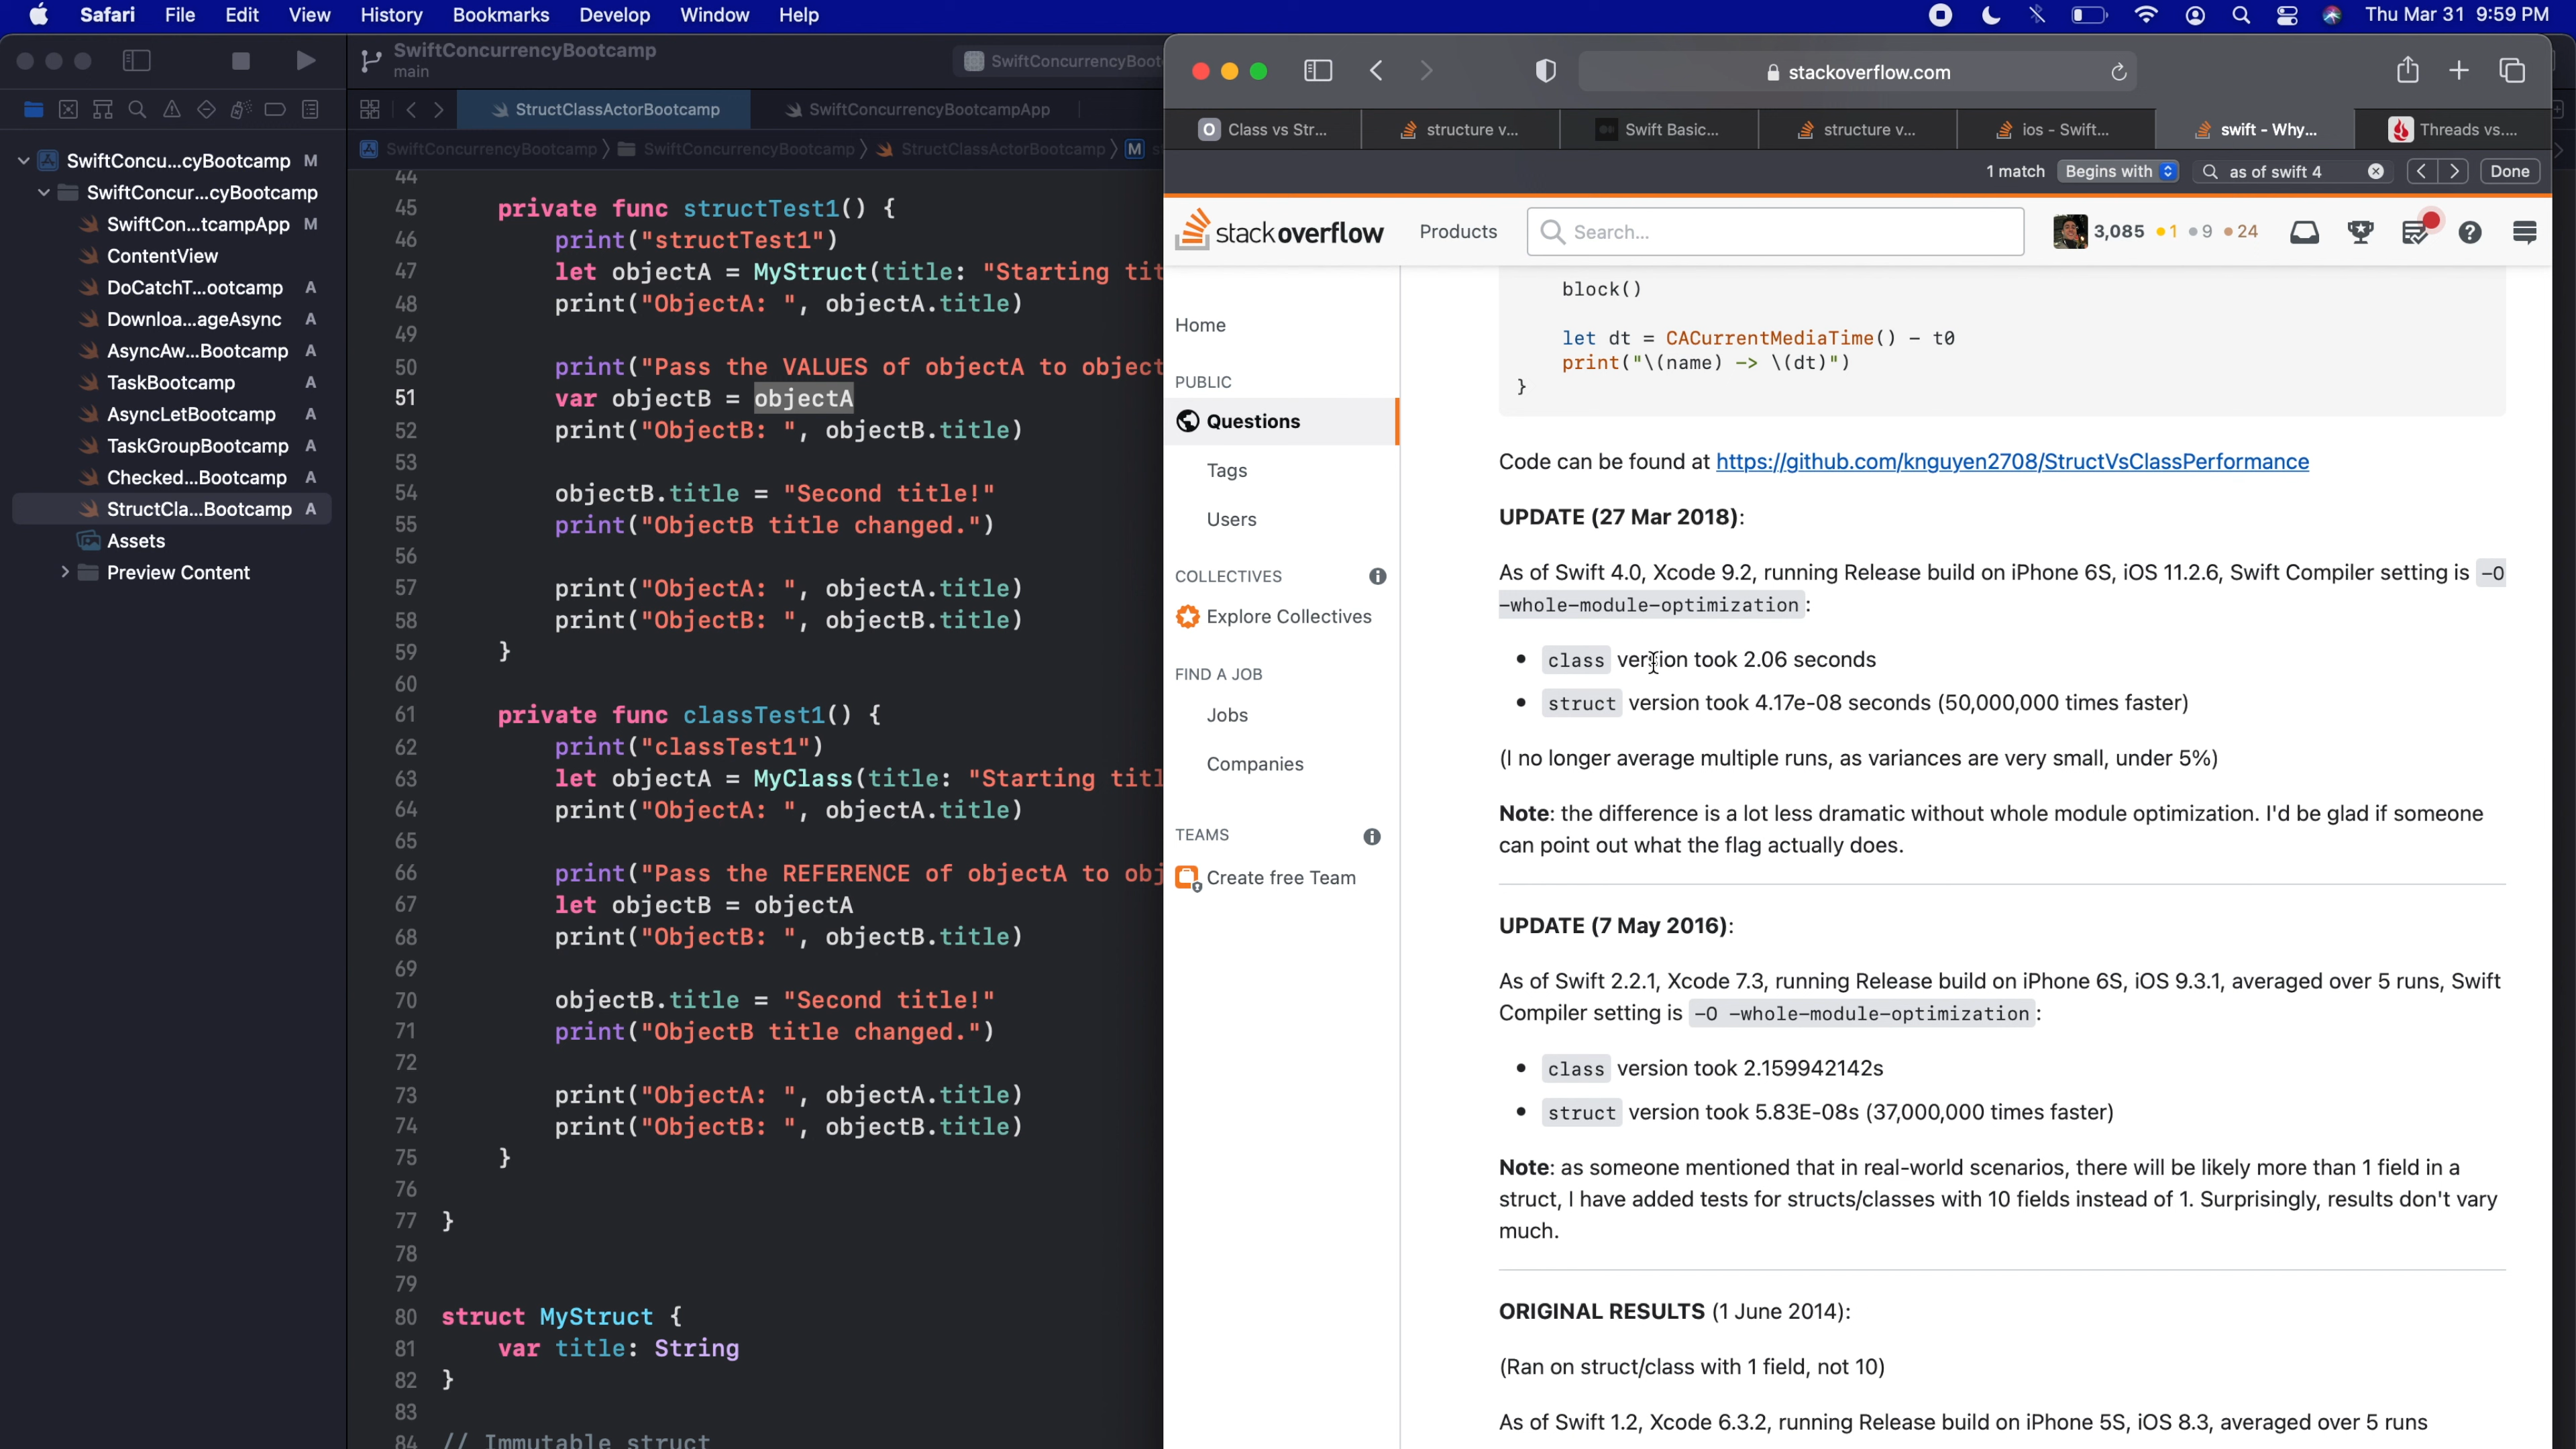 Safari File Edit View History Bookmarks Develop Window Help Thu Mar 31 9:59 PM
SwiftConcurrencyBootcamp
main
SwiftConcurrencyBoot
StructClassActorBootcamp SwiftConcurrencyBootcampApp
SwiftConcurrencyBootcamp SwiftConcurrencyBootcamp StructClassActorBootcamp M
SwiftConcu...cyBootcamp M
SwiftConcur...cyBootcamp
SwiftCon...tcampApp M
ContentView
DoCatchT...ootcamp A
Downloa...ageAsync A
AsyncAw...Bootcamp A
TaskBootcamp A
AsyncLetBootcamp A
TaskGroupBootcamp A
Checked...Bootcamp A
StructCla...Bootcamp A
Assets
Preview Content
44
45 private func structTest1() {
46 print("structTest1")
47 let objectA = MyStruct(title: "Starting tit
48 print("ObjectA: ", objectA.title)
49
50 print("Pass the VALUES of objectA to object
51 var objectB = objectA
52 print("ObjectB: ", objectB.title)
53
54 objectB.title = "Second title!"
55 print("ObjectB title changed.")
56
57 print("ObjectA: ", objectA.title)
58 print("ObjectB: ", objectB.title)
59 }
60
61 private func classTest1() {
62 print("classTest1")
63 let objectA = MyClass(title: "Starting titl
64 print("ObjectA: ", objectA.title)
65
66 print("Pass the REFERENCE of objectA to obj
67 let objectB = objectA
68 print("ObjectB: ", objectB.title)
69
70 objectB.title = "Second title!"
71 print("ObjectB title changed.")
72
73 print("ObjectA: ", objectA.title)
74 print("ObjectB: ", objectB.title)
75 }
76
77 }
78
79
80 struct MyStruct {
81 var title: String
82 }
83
84 // Immutable struct
stackoverflow.com
Class vs Str... structure v... Swift Basic... structure v... ios - Swift... swift - Why... Threads vs....
1 match Begins with as of swift 4 Done
stackoverflow Products Search... 3,085 1 9 24
Home
PUBLIC
Questions
Tags
Users
COLLECTIVES
Explore Collectives
FIND A JOB
Jobs
Companies
TEAMS
Create free Team
block()
let dt = CACurrentMediaTime() - t0
print("\(name) -> \(dt)")
}
Code can be found at https://github.com/knguyen2708/StructVsClassPerformance
UPDATE (27 Mar 2018):
As of Swift 4.0, Xcode 9.2, running Release build on iPhone 6S, iOS 11.2.6, Swift Compiler setting is -O
-whole-module-optimization:
• class version took 2.06 seconds
• struct version took 4.17e-08 seconds (50,000,000 times faster)
(I no longer average multiple runs, as variances are very small, under 5%)
Note: the difference is a lot less dramatic without whole module optimization. I'd be glad if someone
can point out what the flag actually does.
UPDATE (7 May 2016):
As of Swift 2.2.1, Xcode 7.3, running Release build on iPhone 6S, iOS 9.3.1, averaged over 5 runs, Swift
Compiler setting is -O -whole-module-optimization:
• class version took 2.159942142s
• struct version took 5.83E-08s (37,000,000 times faster)
Note: as someone mentioned that in real-world scenarios, there will be likely more than 1 field in a
struct, I have added tests for structs/classes with 10 fields instead of 1. Surprisingly, results don't vary
much.
ORIGINAL RESULTS (1 June 2014):
(Ran on struct/class with 1 field, not 10)
As of Swift 1.2, Xcode 6.3.2, running Release build on iPhone 5S, iOS 8.3, averaged over 5 runs